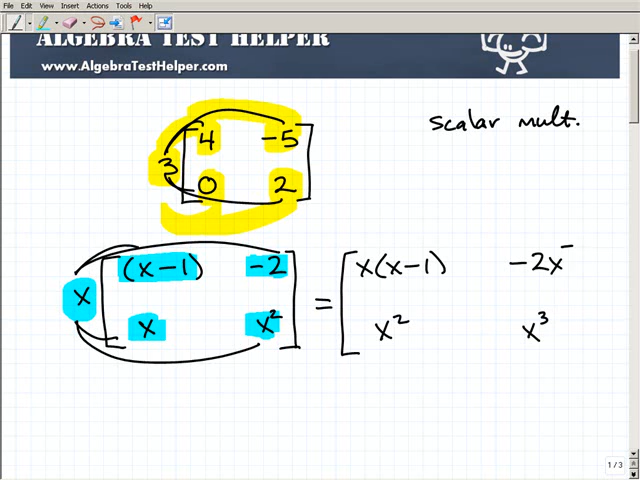 File Edit View Insert Actions Tools Help
ALGEBRA TEST HELPER
www.AlgebraTestHelper.com
scalar mult.
3 [ 4 -5
0 2 ]
x [ (x-1) -2
x x² ] = [ x(x-1) -2x
x² x³
1/3